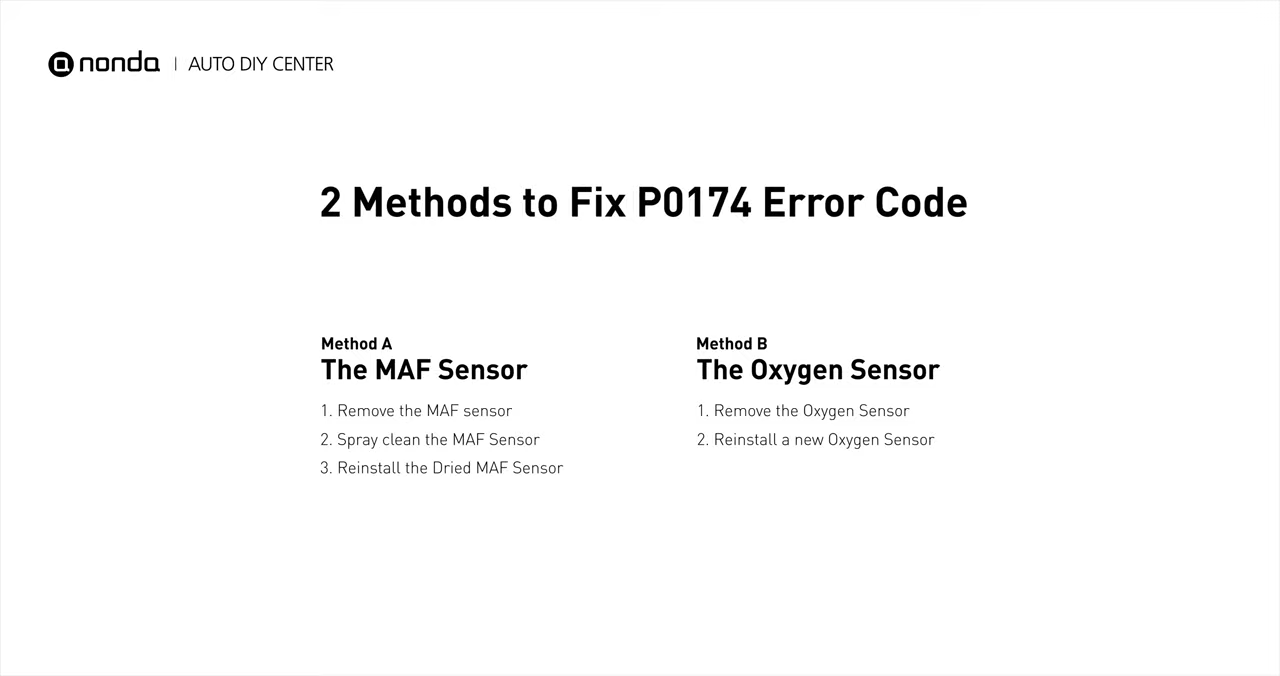 nonda | AUTO DIY CENTER
2 Methods to Fix P0174 Error Code
Method A
The MAF Sensor
1. Remove the MAF sensor
2. Spray clean the MAF Sensor
3. Reinstall the Dried MAF Sensor
Method B
The Oxygen Sensor
1. Remove the Oxygen Sensor
2. Reinstall a new Oxygen Sensor